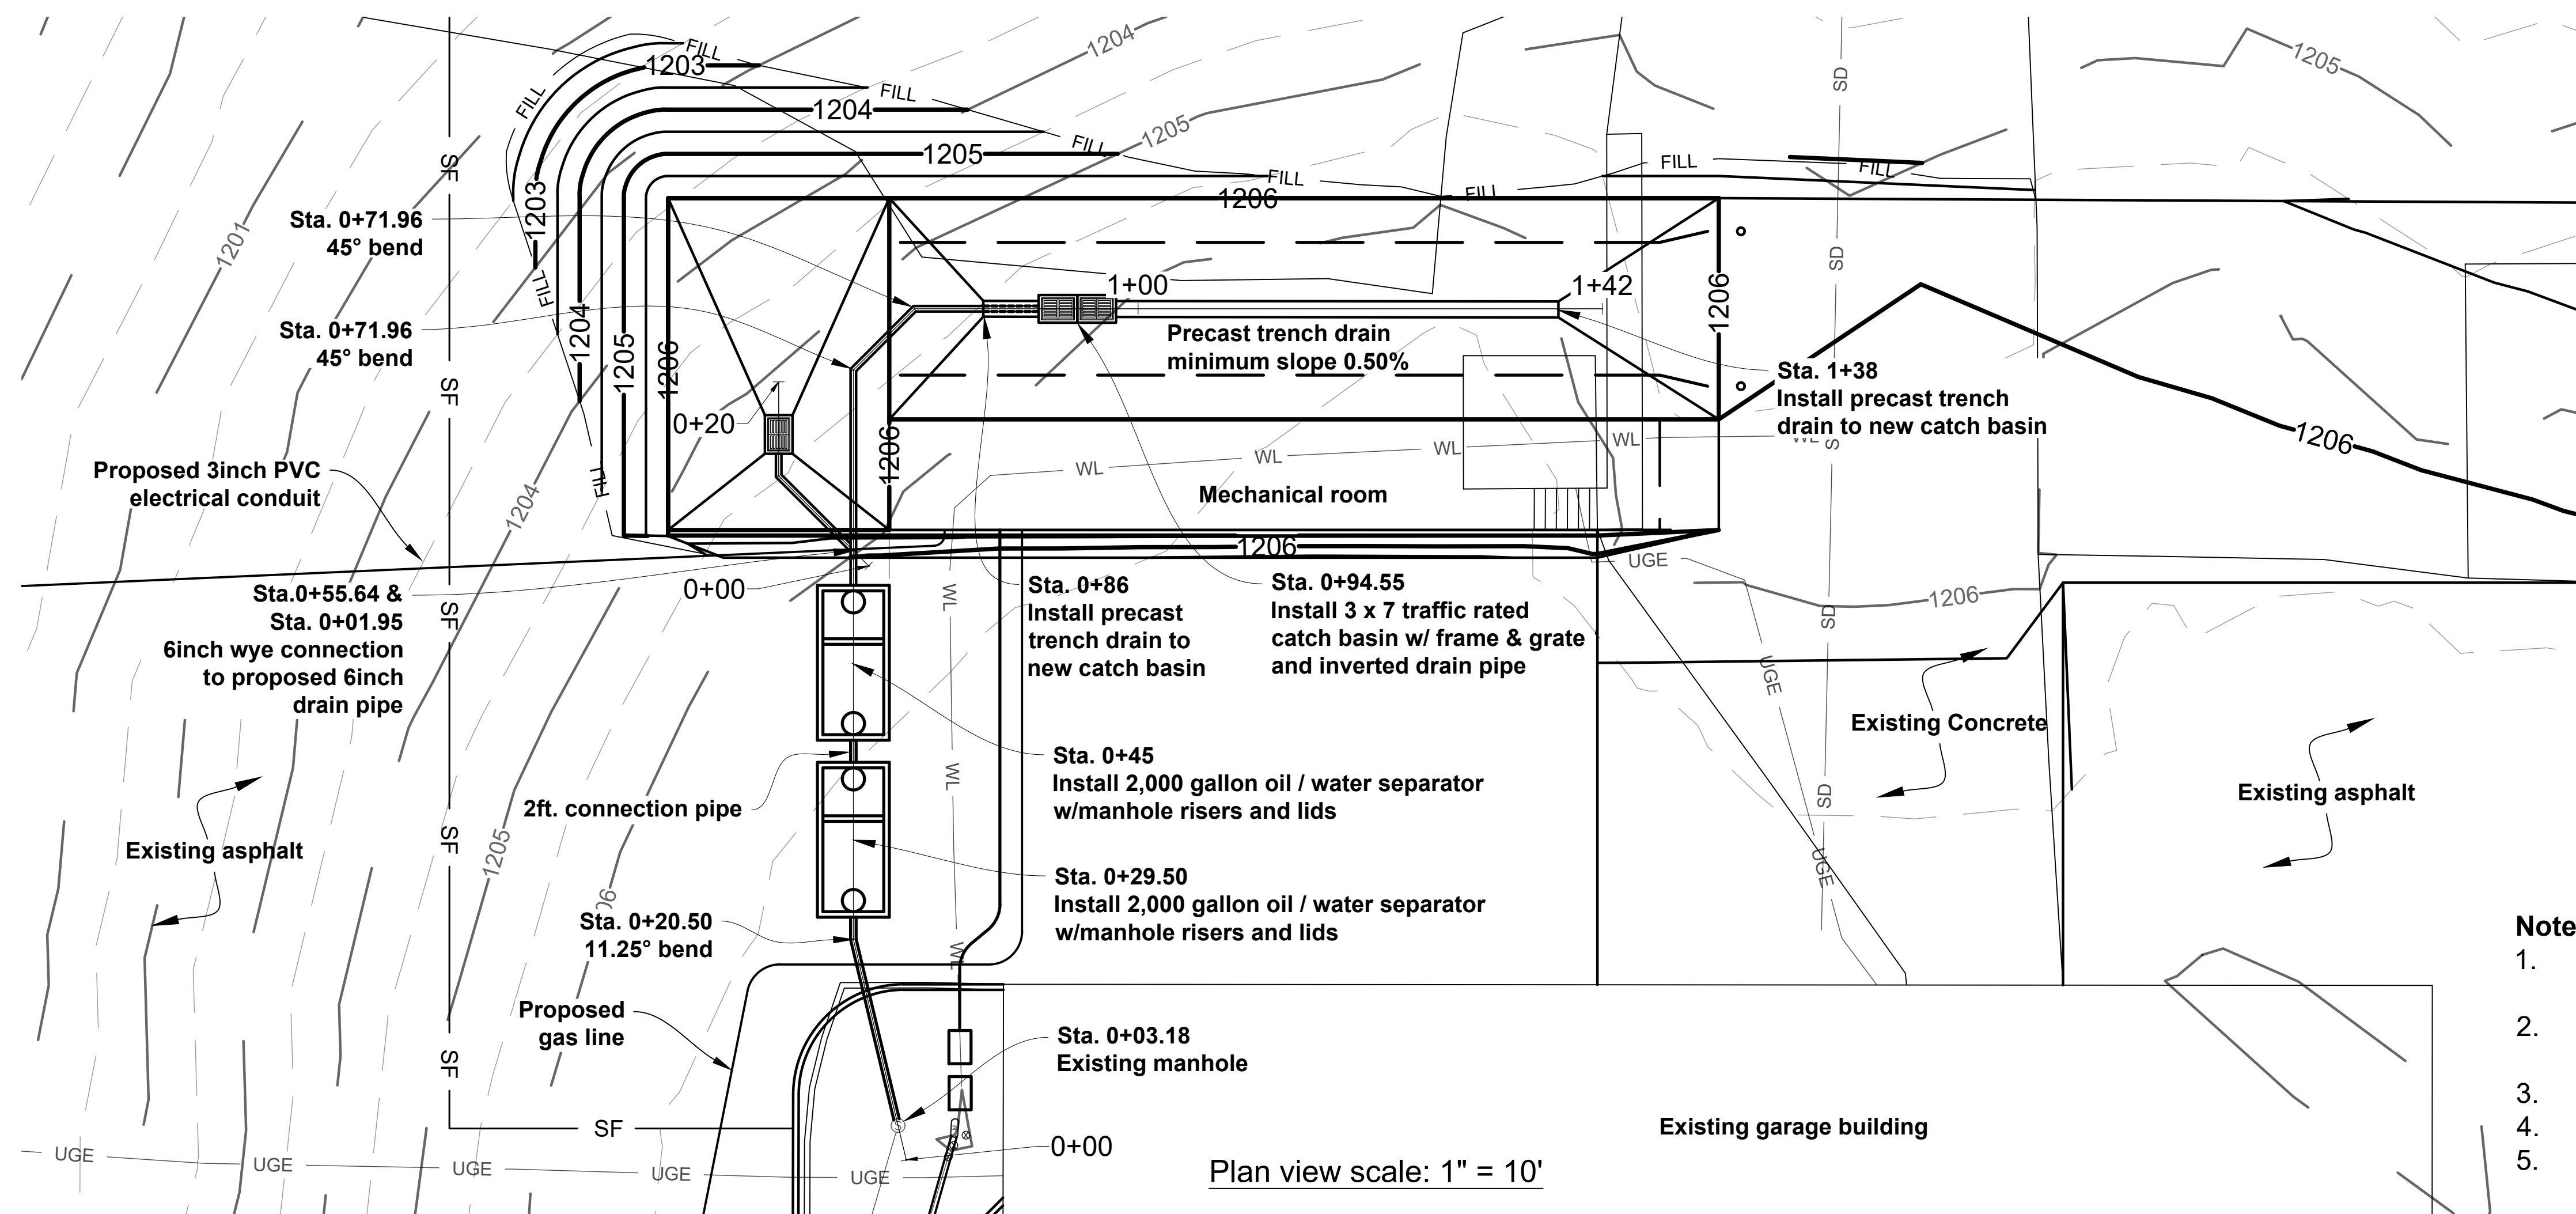 1204
FILL
1203
1205
SD
FILL
1204
FILL
FILL
1205
FILL
1205
FILL
FILL
SF
FILL
FILL
1203
1206
Sta. 0+71.96
45° bend
1201
SD
FILL
1+00
1+42
1206
Sta. 0+71.96
45° bend
1204
1205
1206
Precast trench drain
minimum slope 0.50%
SF
Sta. 1+38
Install precast trench
drain to new catch basin
0+20
1206
WL
WL
WL
WL
WL
SD
1206
FILL
Proposed 3inch PVC
electrical conduit
1204
Mechanical room
1206
UGE
0+00
Sta.0+55.64 &
Sta. 0+01.95
6inch wye connection
to proposed 6inch
drain pipe
SF
WL
Sta. 0+86
Install precast
trench drain to
new catch basin
Sta. 0+94.55
Install 3 x 7 traffic rated
catch basin w/ frame & grate
and inverted drain pipe
1206
SD
UGE
Existing Concrete
Sta. 0+45
Install 2,000 gallon oil / water separator
w/manhole risers and lids
WL
SD
Existing asphalt
2ft. connection pipe
SF
1205
Existing asphalt
UGE
Sta. 0+29.50
Install 2,000 gallon oil / water separator
w/manhole risers and lids
06
Sta. 0+20.50
11.25° bend
WL
Note
1.
Proposed
gas line
2.
SF
Sta. 0+03.18
Existing manhole
3.
SF
S
Existing garage building
4.
0+00
5.
UGE
UGE
UGE
UGE
UGE
Plan view scale: 1" = 10'